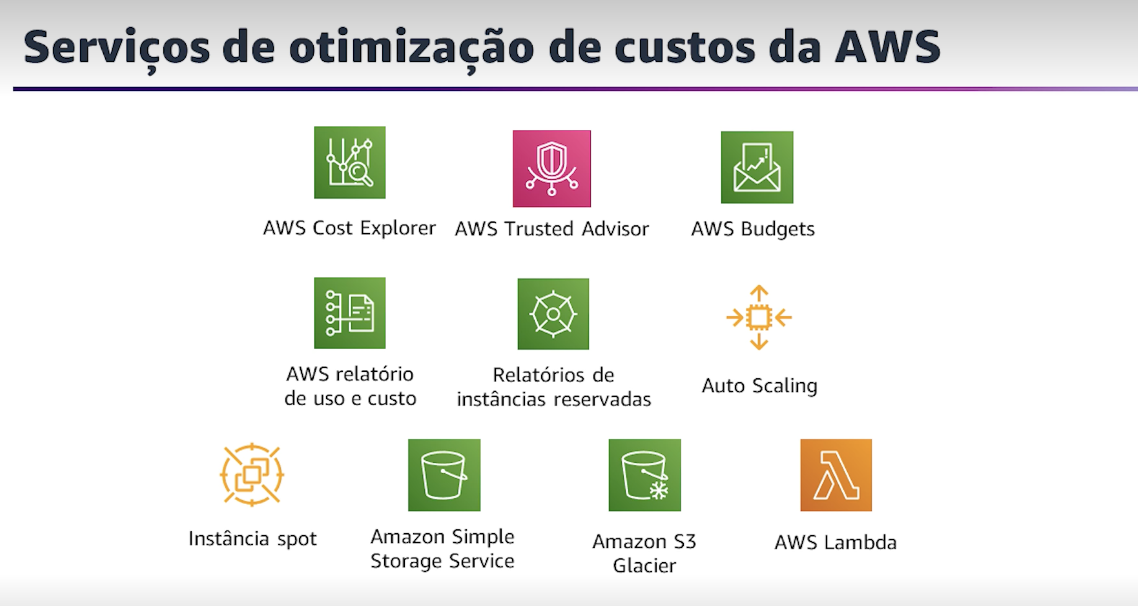 Serviços de otimização de custos da AWS
AWS Cost Explorer
AWS Trusted Advisor
AWS Budgets
AWS relatório
de uso e custo
Relatórios de
instâncias reservadas
Auto Scaling
Instância spot
Amazon Simple
Storage Service
Amazon S3
Glacier
AWS Lambda